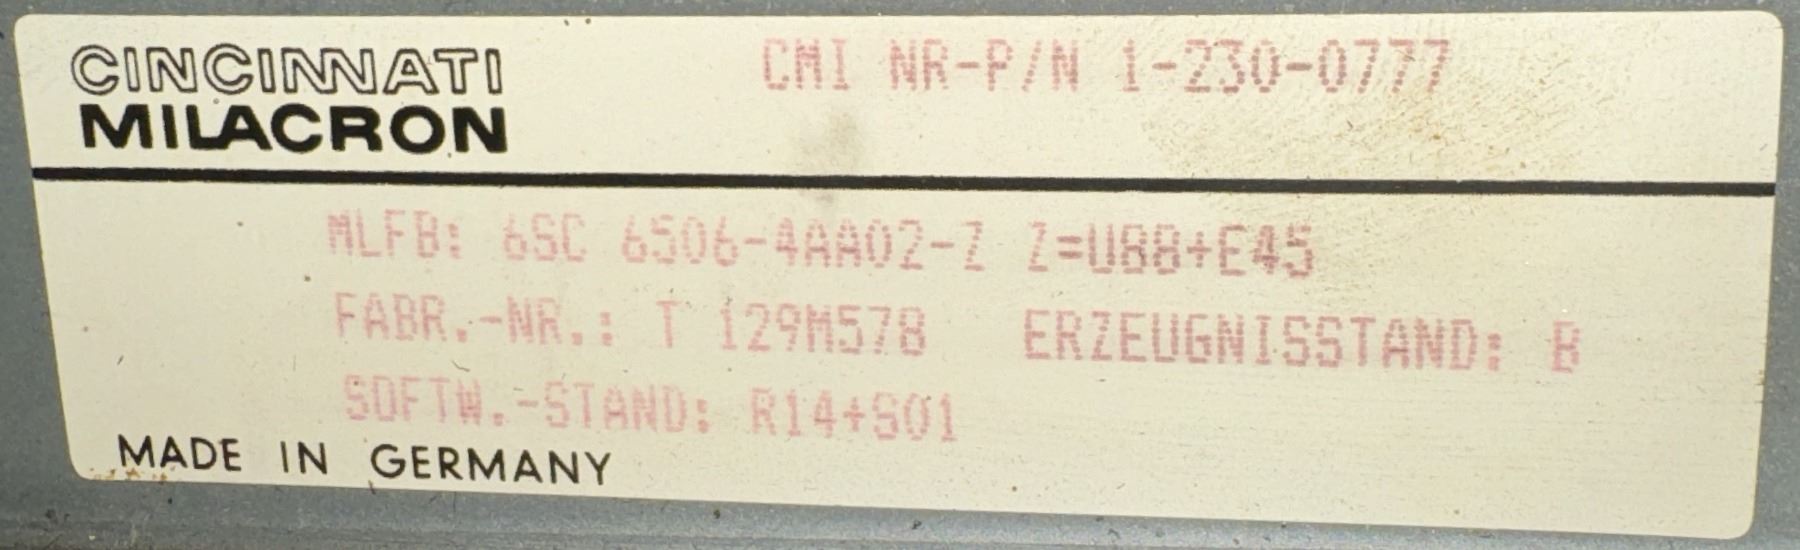 CINCINNATI
MILACRON
CMI NR-P/N 1-230-0777
MLFB: 6SC 6506-4AA02-Z Z=U88+E45
FABR.-NR.: T 129M578 ERZEUGNISSTAND: B
SOFTW.-STAND: R14+S01
MADE IN GERMANY